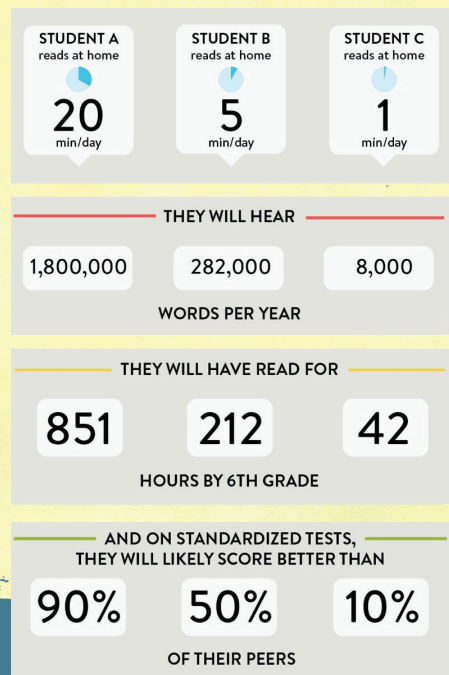 STUDENT A
reads at home
20
min/day
STUDENT B
reads at home
5
min/day
STUDENT C
reads at home
1
min/day
THEY WILL HEAR
1,800,000 282,000 8,000
WORDS PER YEAR
THEY WILL HAVE READ FOR
851 212 42
HOURS BY 6TH GRADE
AND ON STANDARDIZED TESTS,
THEY WILL LIKELY SCORE BETTER THAN
90% 50% 10%
OF THEIR PEERS